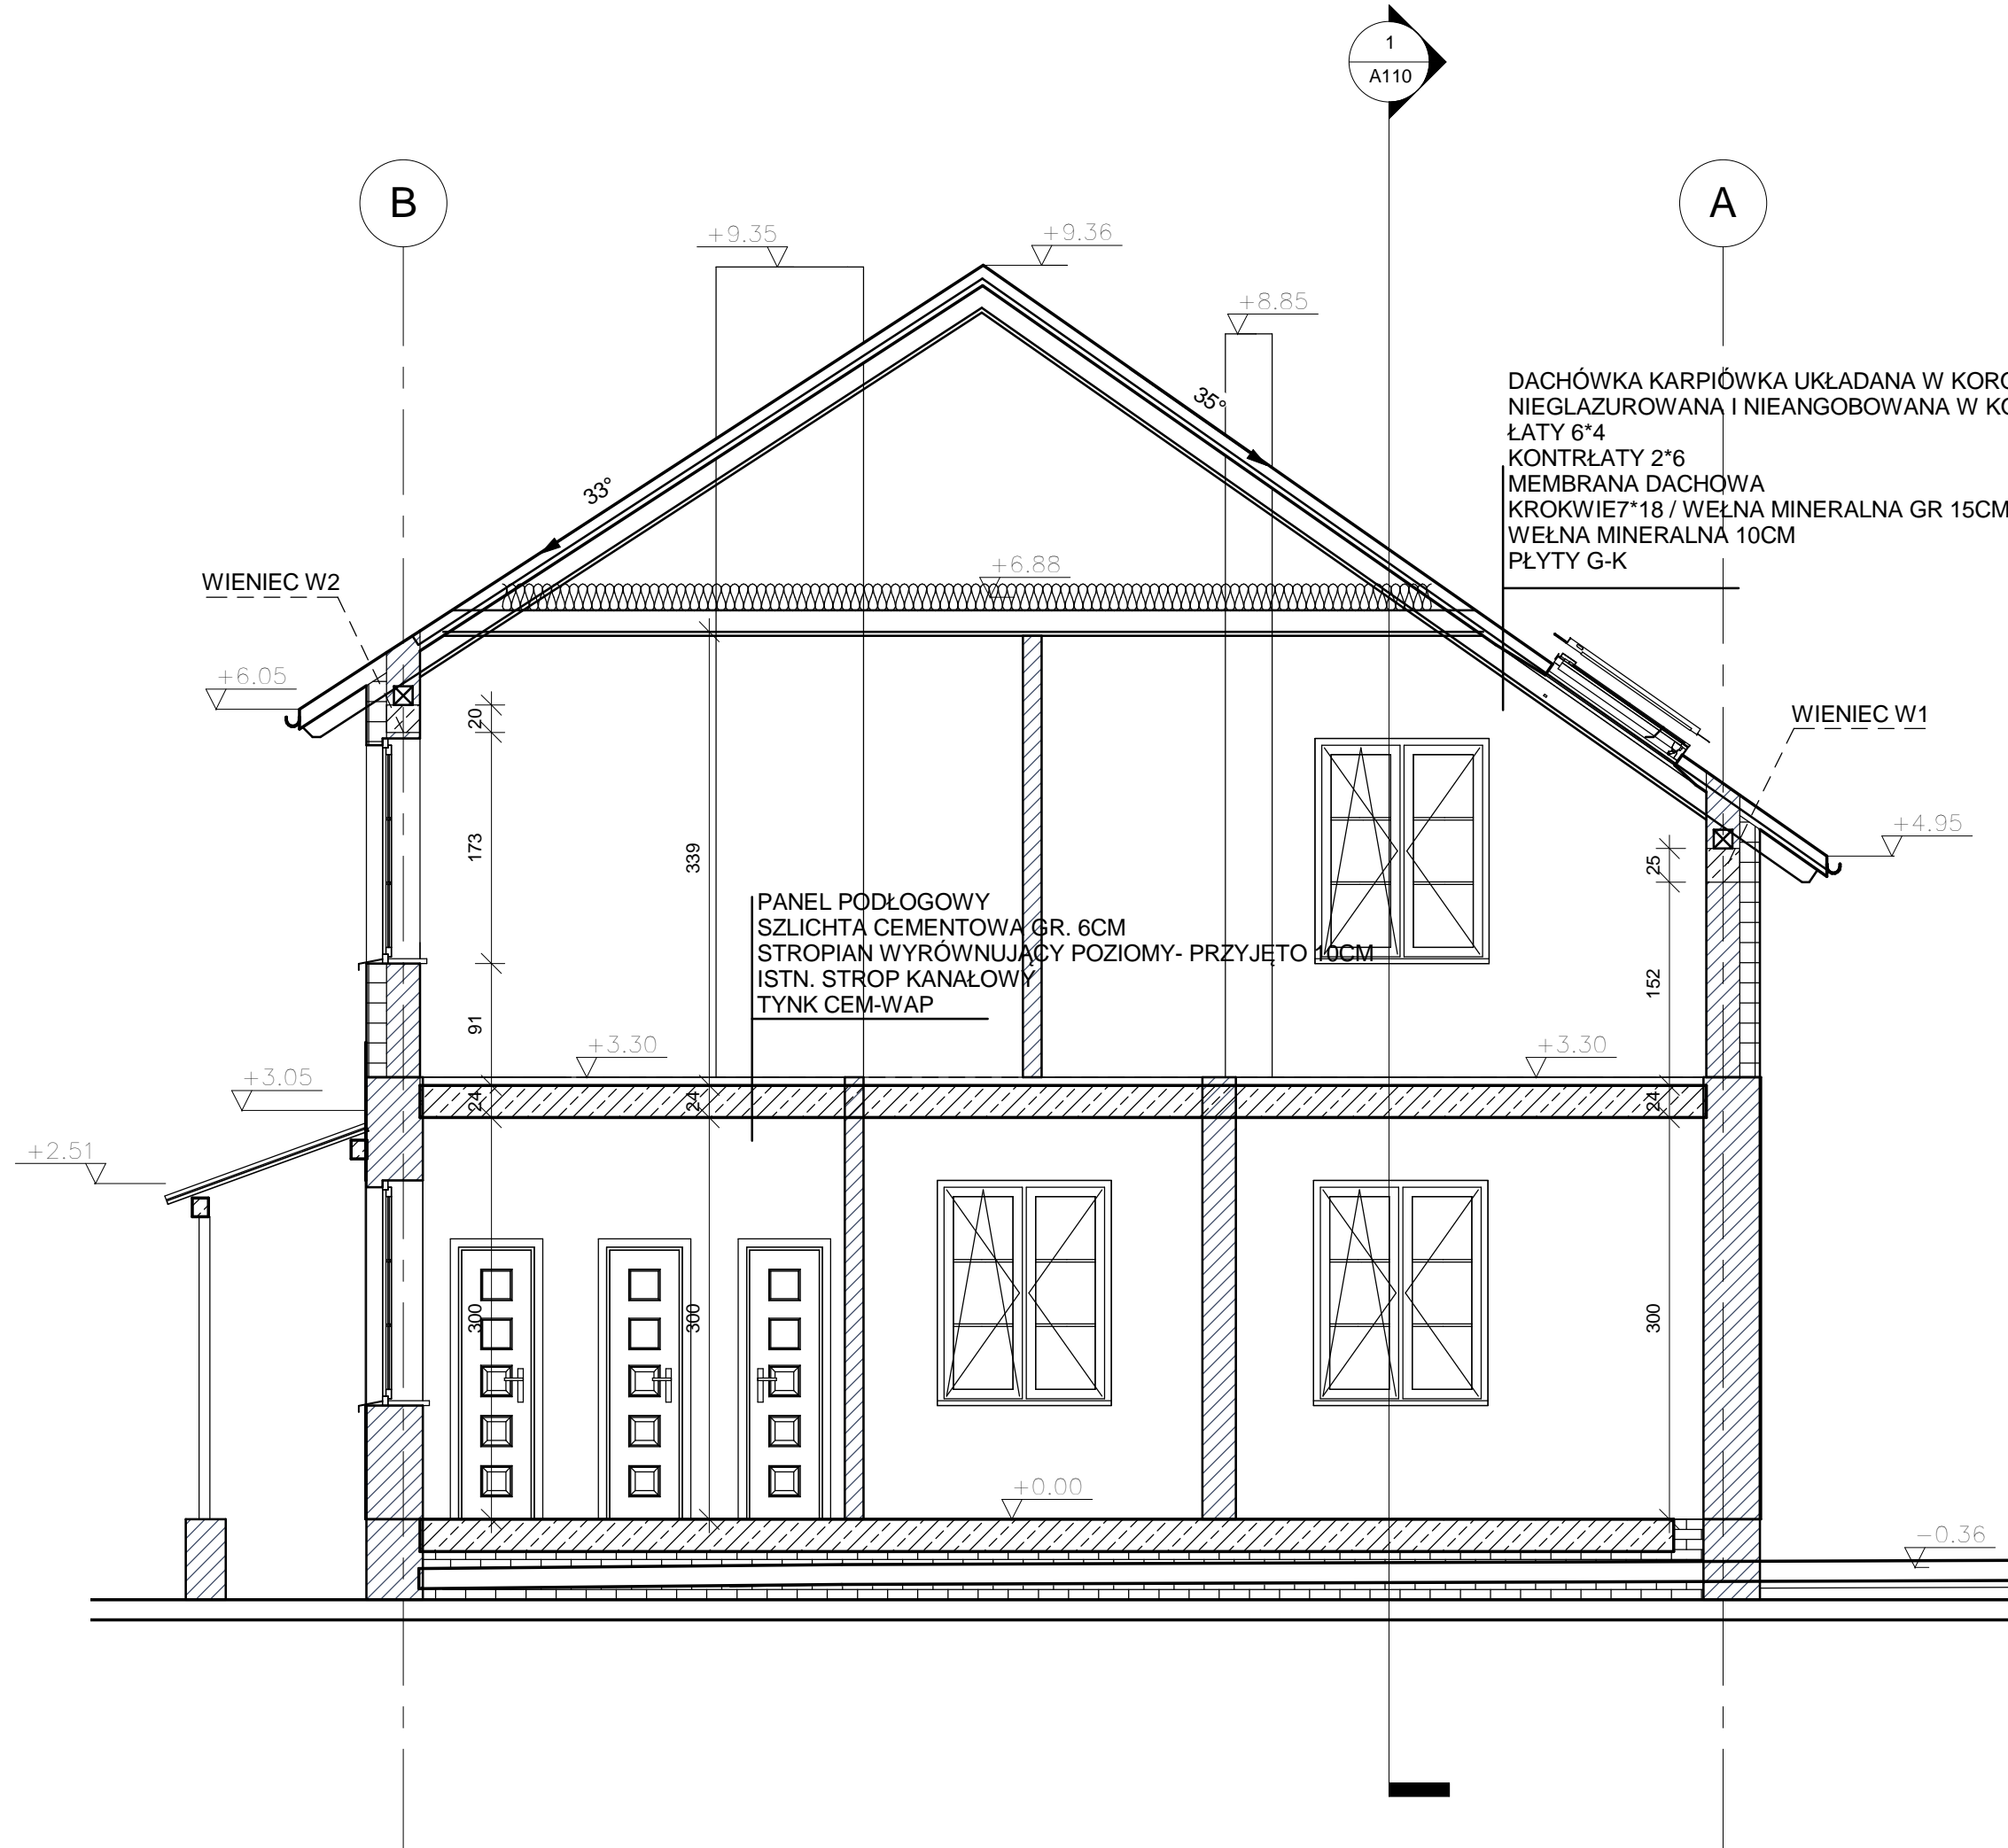 1
A110
B
A
+9.35
+9.36
+8.85
35°
DACHÓWKA KARPIÓWKA UKŁADANA W
NIEGLAZUROWANA I NIEANGOBOWANA W
ŁATY 6*4
KONTRŁATY 2*6
MEMBRANA DACHOWA
KROKWIE7*18 / WEŁNA MINERALNA GR 15CM
WEŁNA MINERALNA 10CM
PŁYTY G-K
33°
+6.88
WIENIEC W2
+6.05
WIENIEC W1
20
+4.95
173
339
25
PANEL PODŁOGOWY
SZLICHTA CEMENTOWA GR. 6CM
STROPIAN WYRÓWNUJĄCY POZIOMY- PRZYJĘTO 10CM
ISTN. STROP KANAŁOWY
TYNK CEM-WAP
152
91
+3.30
+3.30
+3.05
24
24
24
+2.51
300
300
300
+0.00
-0.36